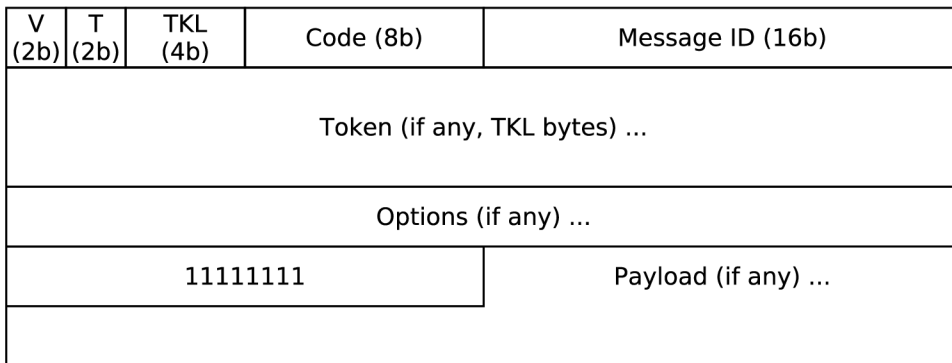 V T TKL Code (8b) Message ID (16b)
(2b) (2b) (4b)
Token (if any, TKL bytes) ...
Options (if any) ...
11111111 Payload (if any) ...